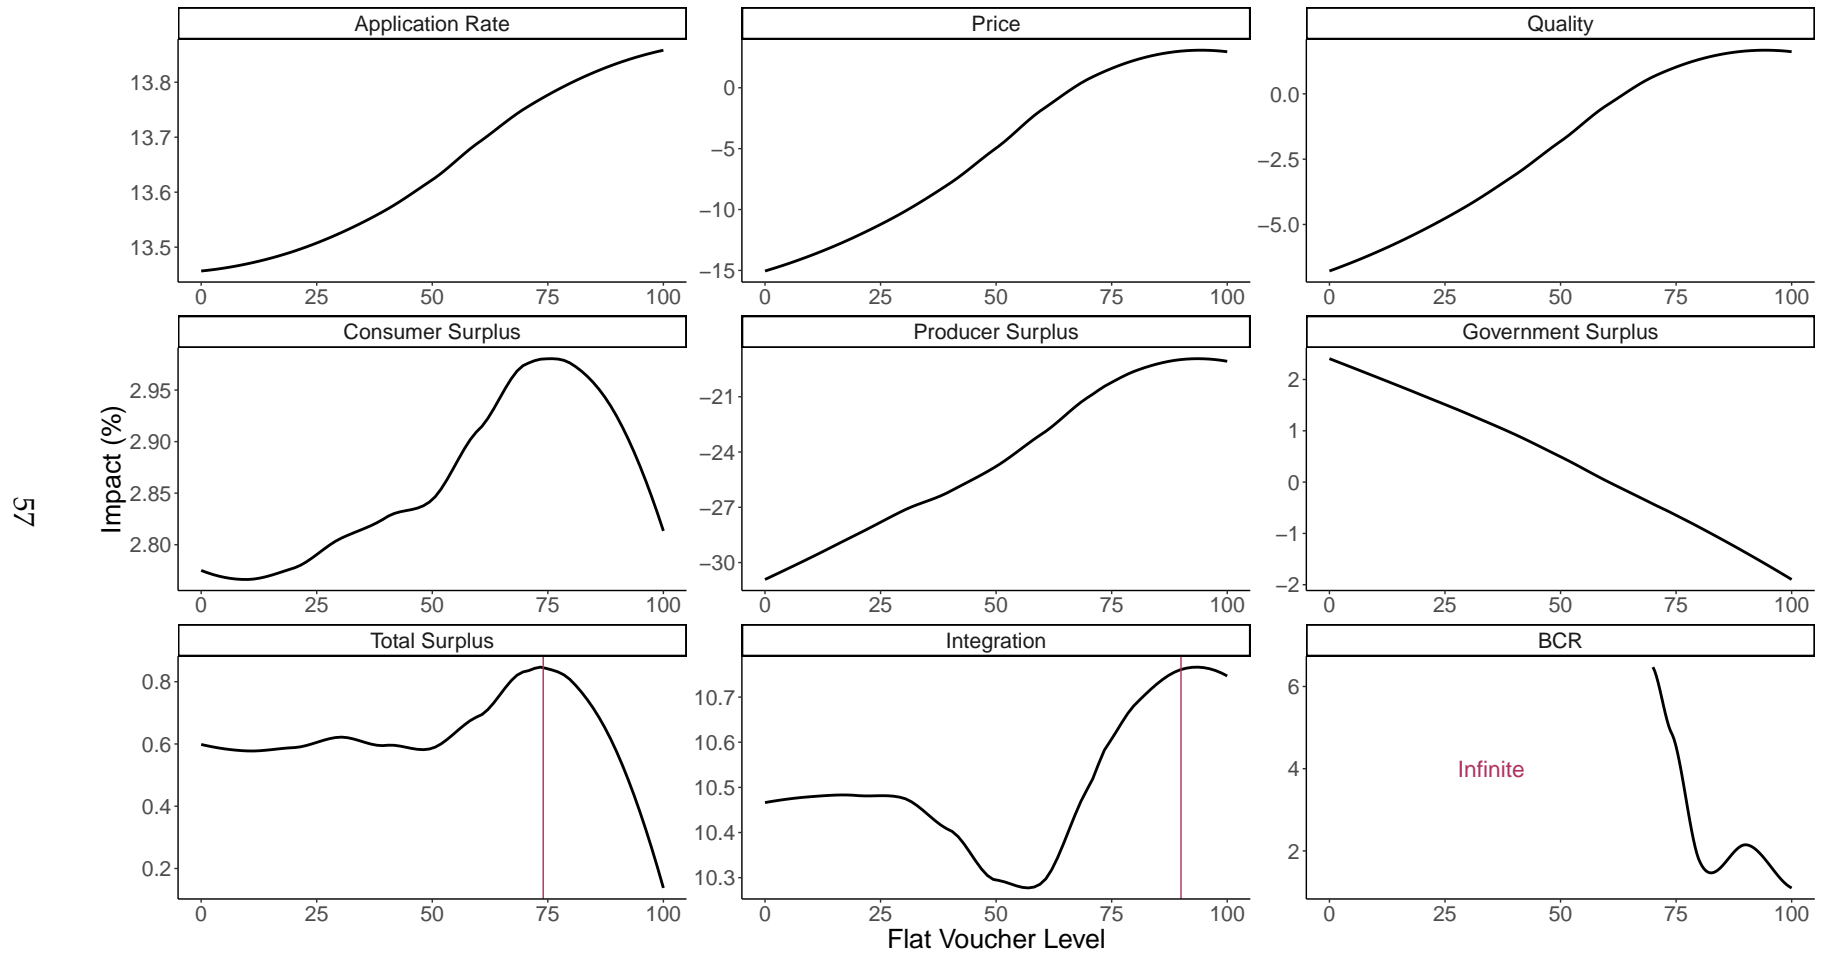 Application Rate
13.8
13.7
13.6
13.5
0 25 50 75 100
Price
0
−5
−10
−15
0 25 50 75 100
Quality
0.0
−2.5
−5.0
0 25 50 75 100
Consumer Surplus
2.95
2.90
2.85
2.80
0 25 50 75 100
Producer Surplus
−21
−24
−27
−30
0 25 50 75 100
Government Surplus
2
1
0
−1
−2
0 25 50 75 100
Total Surplus
0.8
0.6
0.4
0.2
0 25 50 75 100
Integration
10.7
10.6
10.5
10.4
10.3
0 25 50 75 100
BCR
6
4
2
Infinite
0 25 50 75 100
Impact (%)
Flat Voucher Level
57